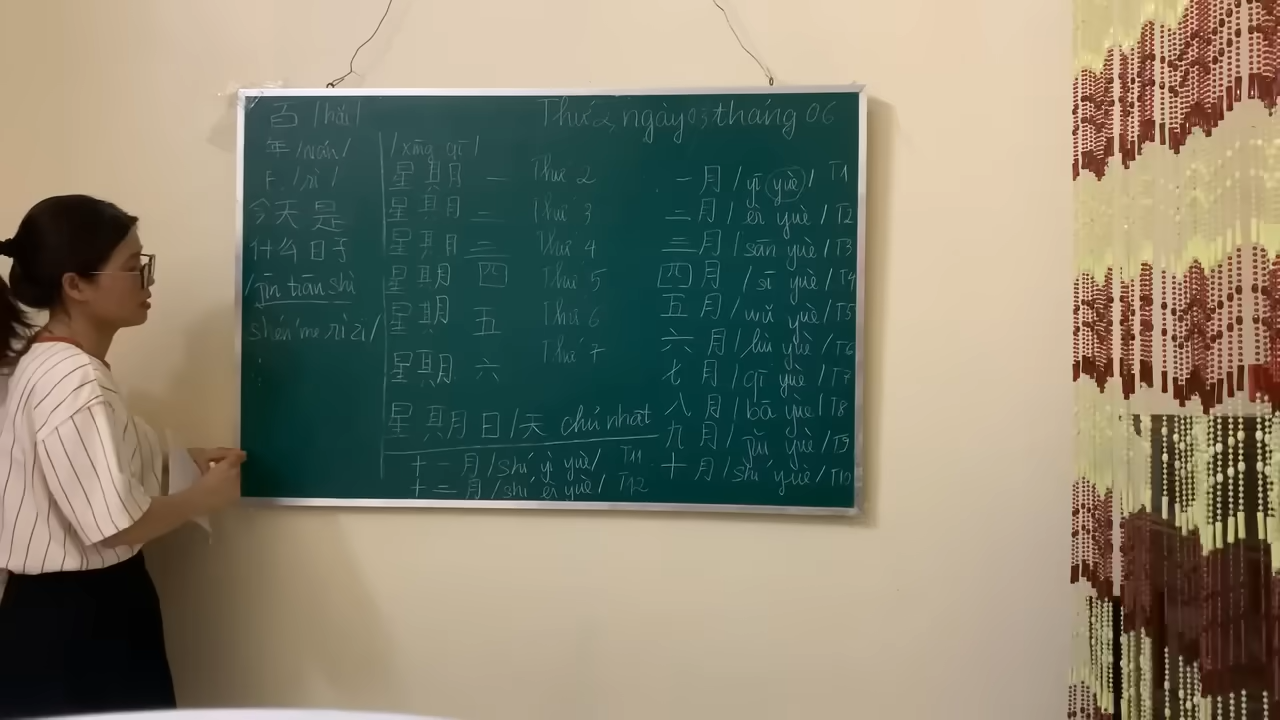 Thứ 2, ngày 03 tháng 06
百 /bǎi/
年 /nián/
/rì/
今天是
什么日子
/jīn tiān shì
shén me rì zi/
/xīng qī/
星期一 Thứ 2
星期二 Thứ 3
星期三 Thứ 4
星期四 Thứ 5
星期五 Thứ 6
星期六 Thứ 7
星期日/天 chủ nhật
一月 /yī yuè/ T1
二月 /èr yuè/ T2
三月 /sān yuè/ T3
四月 /sì yuè/ T4
五月 /wǔ yuè/ T5
六月 /liù yuè/ T6
七月 /qī yuè/ T7
八月 /bā yuè/ T8
九月 /jǔu yuè/ T9
十月 /shí yuè/ T10
十一月 /shí yī yuè/ T11
十二月 /shí èr yuè/ T12